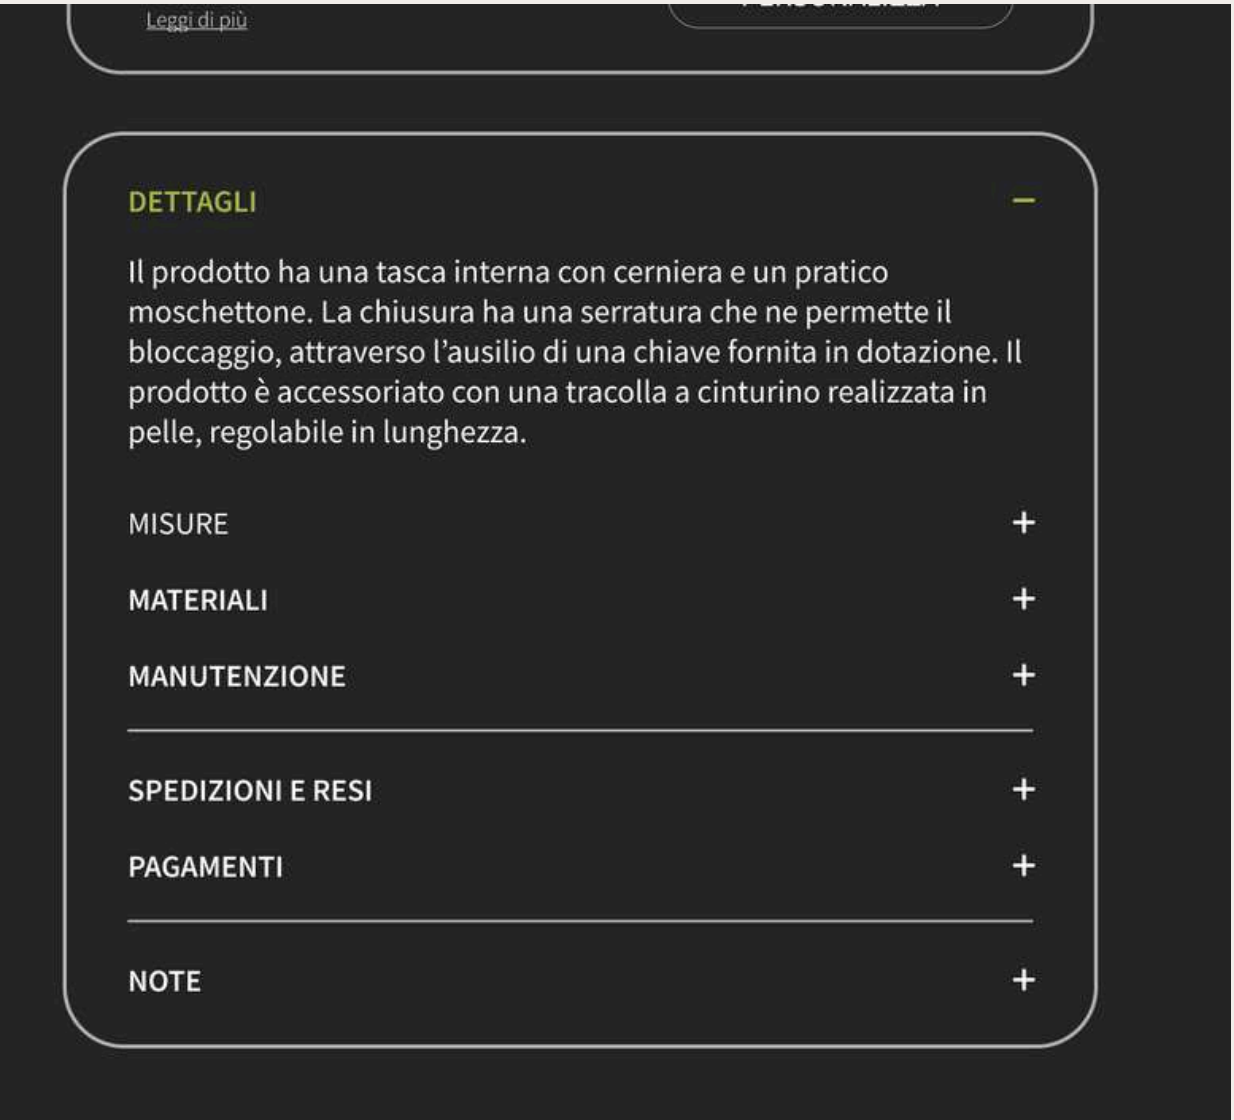 Leggi di più
DETTAGLI
Il prodotto ha una tasca interna con cerniera e un pratico
moschettone. La chiusura ha una serratura che ne permette il
bloccaggio, attraverso l’ausilio di una chiave fornita in dotazione. Il
prodotto è accessoriato con una tracolla a cinturino realizzata in
pelle, regolabile in lunghezza.
MISURE
MATERIALI
MANUTENZIONE
SPEDIZIONI E RESI
PAGAMENTI
NOTE